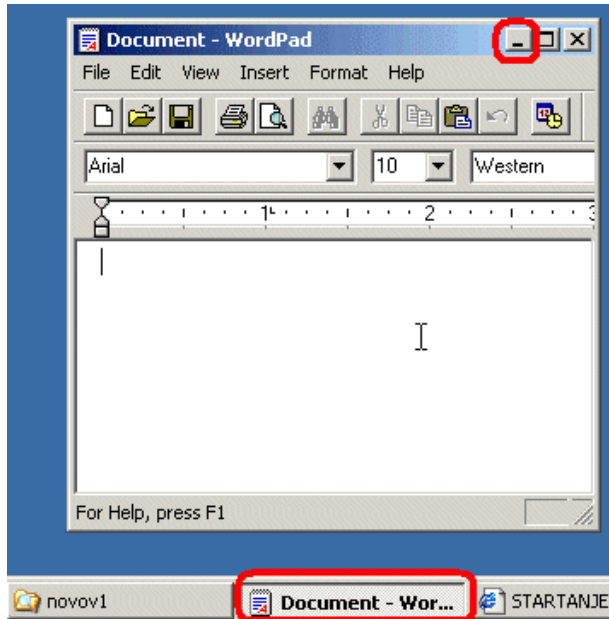 Document - WordPad
File Edit View Insert Format Help
Arial 10 Western
1 2 3
For Help, press F1
novov1 Document - Wor... STARTANJE